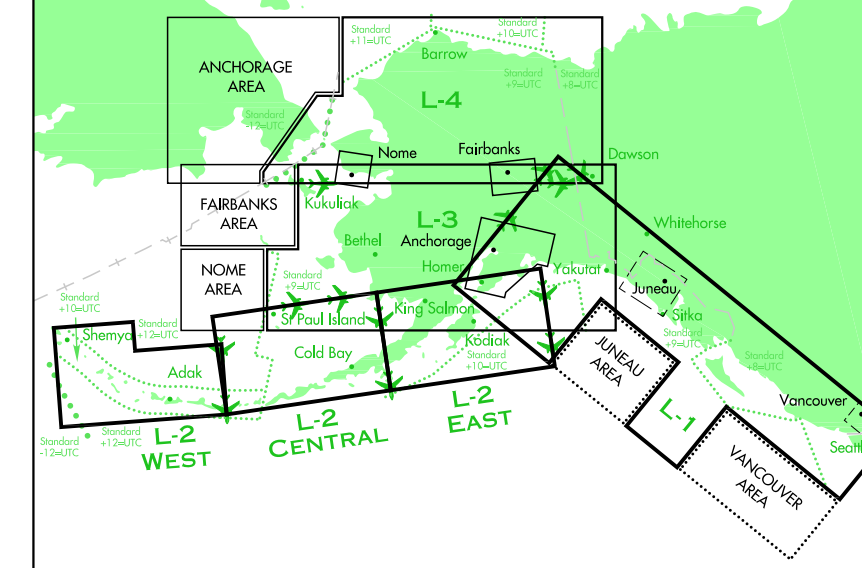 Standard
+11=UTC
Standard
+10=UTC
Barrow
ANCHORAGE
AREA
Standard
+9=UTC
Standard
+8=UTC
L-4
Standard
-12=UTC
Nome
Fairbanks
Dawson
Kukuliak
FAIRBANKS
AREA
L-3
Whitehorse
Bethel
Anchorage
NOME
AREA
Homer
Yakutat
Standard
+9=UTC
Juneau
Standard
+10=UTC
King Salmon
St Paul Island
Sitka
Shemya
Standard
+12=UTC
Kodiak
Standard
+9=UTC
JUNEAU
AREA
Cold Bay
Standard
+10=UTC
Standard
+8=UTC
Adak
L-2
EAST
L-1
Vancouver
L-2
CENTRAL
L-2
WEST
Standard
-12=UTC
Standard
+12=UTC
Seattl
VANCOUVER
AREA